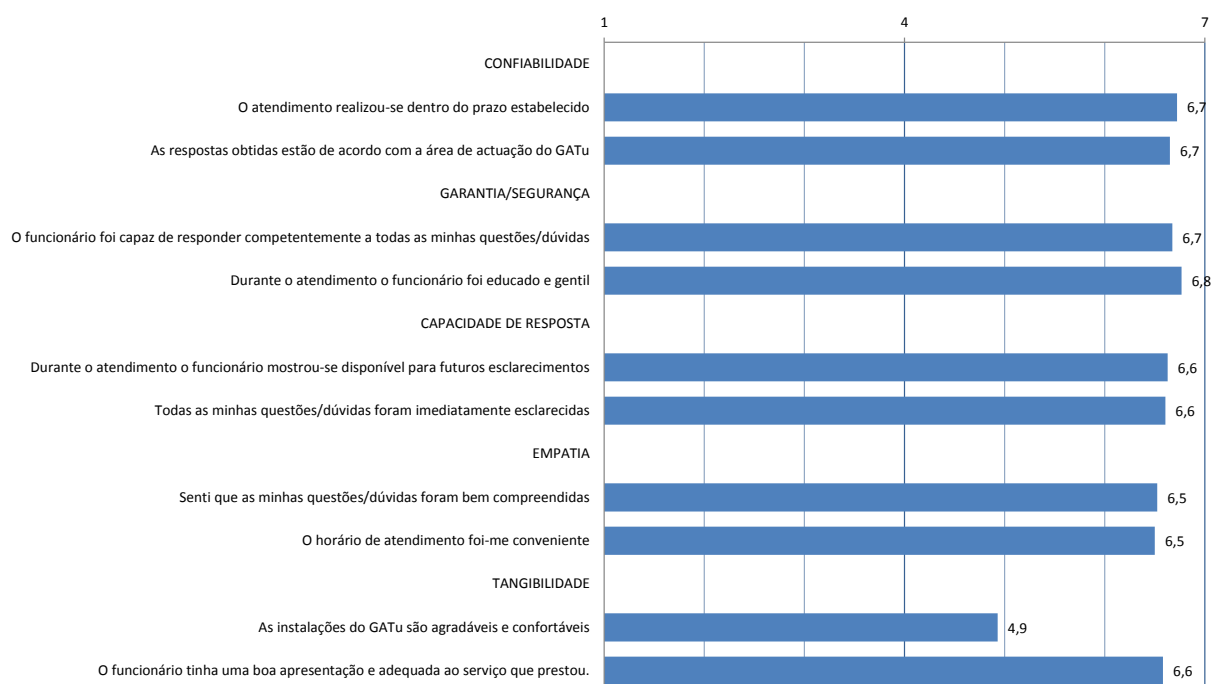 1 4 7
CONFIABILIDADE
O atendimento realizou-se dentro do prazo estabelecido 6,7
As respostas obtidas estão de acordo com a área de actuação do GATu 6,7
GARANTIA/SEGURANÇA
O funcionário foi capaz de responder competentemente a todas as minhas questões/dúvidas 6,7
Durante o atendimento o funcionário foi educado e gentil 6,8
CAPACIDADE DE RESPOSTA
Durante o atendimento o funcionário mostrou-se disponível para futuros esclarecimentos 6,6
Todas as minhas questões/dúvidas foram imediatamente esclarecidas 6,6
EMPATIA
Senti que as minhas questões/dúvidas foram bem compreendidas 6,5
O horário de atendimento foi-me conveniente 6,5
TANGIBILIDADE
As instalações do GATu são agradáveis e confortáveis 4,9
O funcionário tinha uma boa apresentação e adequada ao serviço que prestou. 6,6